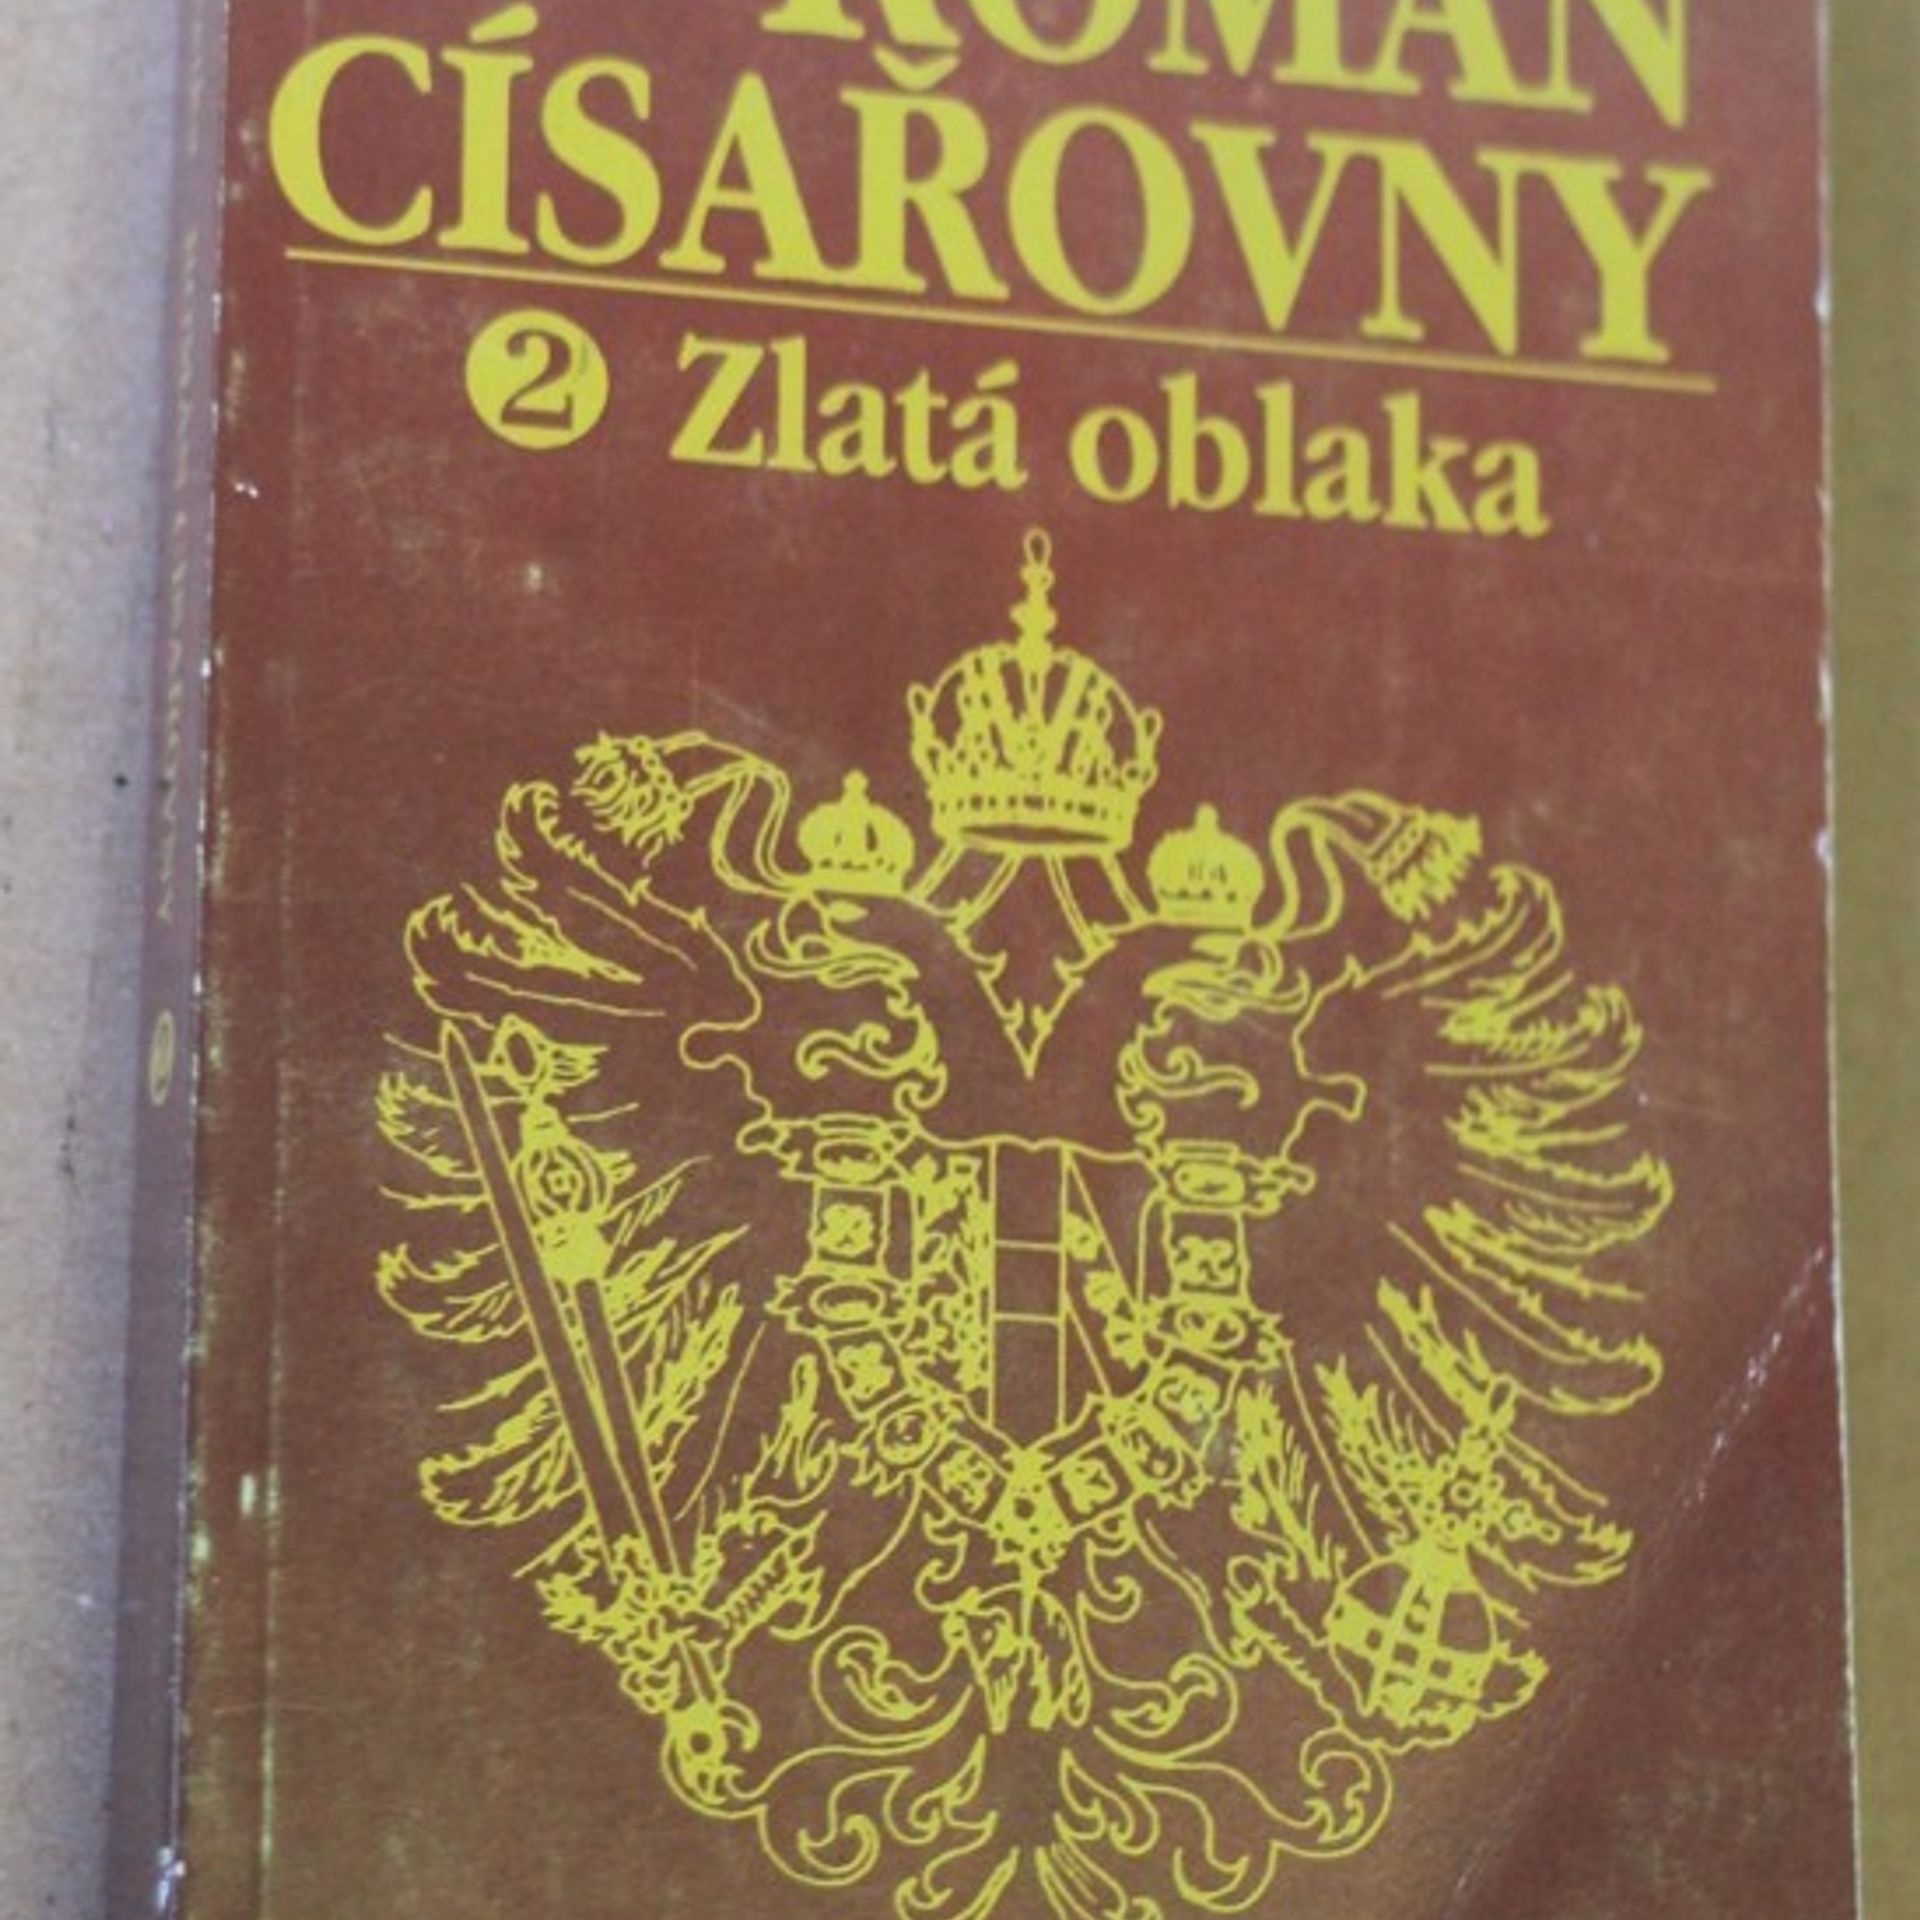 ROMÁN
CÍSAŘOVNY
2 Zlatá oblaka